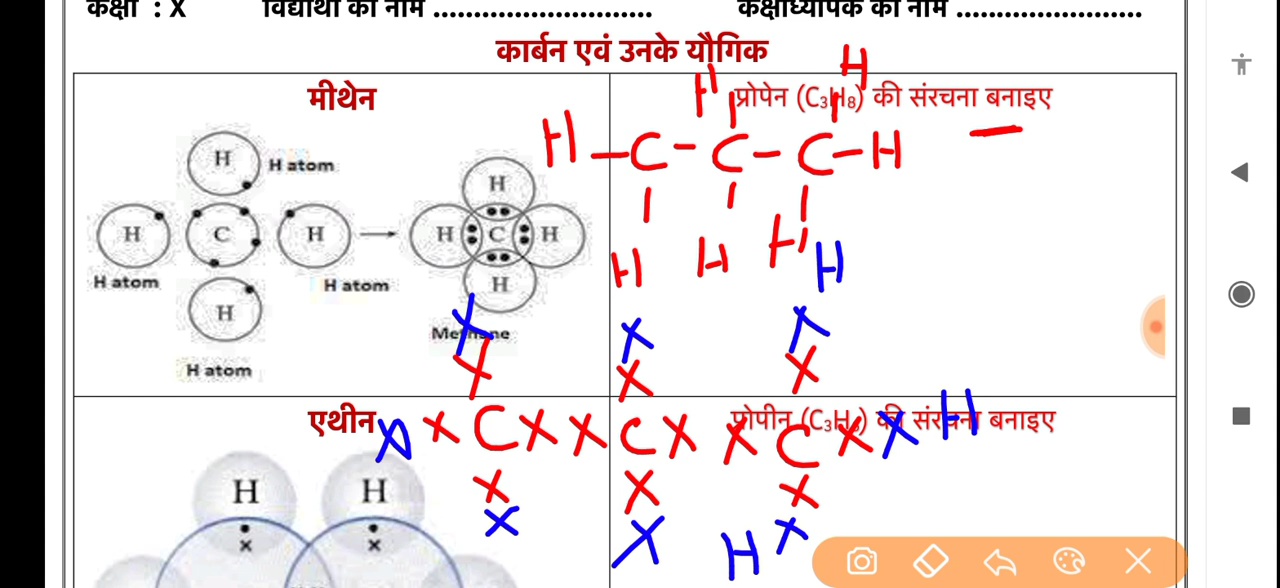 कक्षा : X विद्यार्थी का नाम ................................ कक्षाध्यापक का नाम ...........................
कार्बन एवं उनके यौगिक
मीथेन
H
H atom
H C H
H atom H atom
H
H atom
H
H C H
H
Methane
प्रोपेन (C₃H₈) की संरचना बनाइए
H H
H – C – C – C – H
H H H
H
X X X
X X X
X X C X X C X X C X X H
X X X
X X H X
एथीन
H H
x x
प्रोपीन (C₃H₆) की संरचना बनाइए